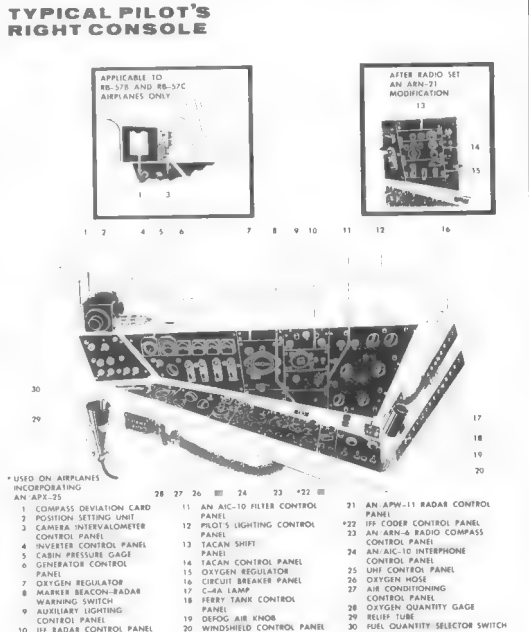 TYPICAL PILOT'S
RIGHT CONSOLE
APPLICABLE TO
RB-57B AND RB-57C
AIRPLANES ONLY
1 3
AFTER RADIO SET
AN ARN-21
MODIFICATION
13
14
15
1 2 4 5 6 7 8 9 10 11 12 16
30
29
17
18
19
20
28 27 26 24 23 *22
* USED ON AIRPLANES
INCORPORATING
AN APX-25
1 COMPASS DEVIATION CARD
2 POSITION SETTING UNIT
3 CAMERA INTERVALOMETER
CONTROL PANEL
4 INVERTER CONTROL PANEL
5 CABIN PRESSURE GAGE
6 GENERATOR CONTROL
PANEL
7 OXYGEN REGULATOR
8 MARKER BEACON-RADAR
WARNING SWITCH
9 AUXILIARY LIGHTING
CONTROL PANEL
10 IFF RADAR CONTROL PANEL
11 AN AIC-10 FILTER CONTROL
PANEL
12 PILOT'S LIGHTING CONTROL
PANEL
13 TACAN SHIFT
PANEL
14 TACAN CONTROL PANEL
15 OXYGEN REGULATOR
16 CIRCUIT BREAKER PANEL
17 C-4A LAMP
18 FERRY TANK CONTROL
PANEL
19 DEFOG AIR KNOB
20 WINDSHIELD CONTROL PANEL
21 AN APW-11 RADAR CONTROL
PANEL
*22 IFF CODER CONTROL PANEL
23 AN ARN-6 RADIO COMPASS
CONTROL PANEL
24 AN/AIC-10 INTERPHONE
CONTROL PANEL
25 UHF CONTROL PANEL
26 OXYGEN HOSE
27 AIR CONDITIONING
CONTROL PANEL
28 OXYGEN QUANTITY GAGE
29 RELIEF TUBE
30 FUEL QUANTITY SELECTOR SWITCH